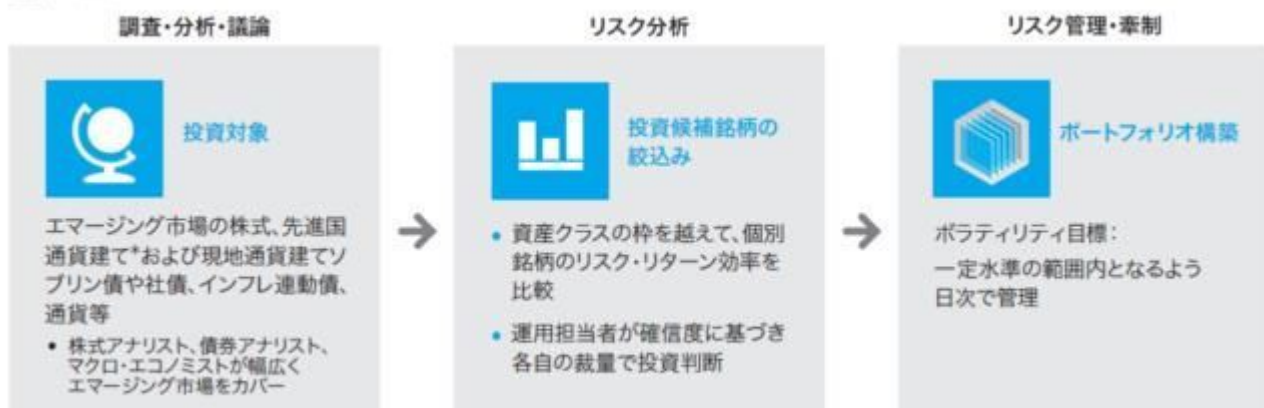 調査・分析・議論
投資対象
エマージング市場の株式、先進国
通貨建て*および現地通貨建てソ
ブリン債や社債、インフレ連動債、
通貨等
• 株式アナリスト、債券アナリスト、
マクロ・エコノミストが幅広く
エマージング市場をカバー
リスク分析
投資候補銘柄の
絞込み
• 資産クラスの枠を越えて、個別
銘柄のリスク・リターン効率を
比較
• 運用担当者が確信度に基づき
各自の裁量で投資判断
リスク管理・牽制
ポートフォリオ構築
ボラティリティ目標：
一定水準の範囲内となるよう
日次で管理